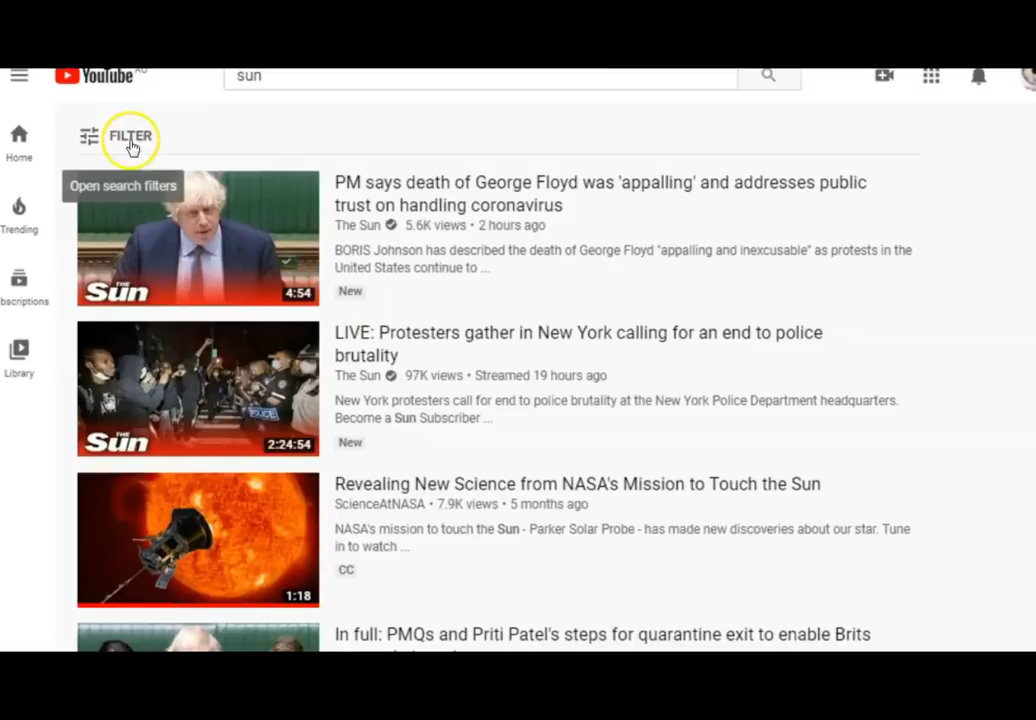 YouTube AU
sun
FILTER
Home
Open search filters
PM says death of George Floyd was 'appalling' and addresses public
trust on handling coronavirus
The Sun 5.6K views • 2 hours ago
BORIS Johnson has described the death of George Floyd "appalling and inexcusable" as protests in the
United States continue to ...
New
THE Sun
4:54
Trending
bscriptions
Library
LIVE: Protesters gather in New York calling for an end to police
brutality
The Sun 97K views • Streamed 19 hours ago
New York protesters call for end to police brutality at the New York Police Department headquarters.
Become a Sun Subscriber ...
New
POLICE
THE Sun
2:24:54
Revealing New Science from NASA's Mission to Touch the Sun
ScienceAtNASA • 7.9K views • 5 months ago
NASA's mission to touch the Sun - Parker Solar Probe - has made new discoveries about our star. Tune
in to watch ...
CC
1:18
In full: PMQs and Priti Patel's steps for quarantine exit to enable Brits